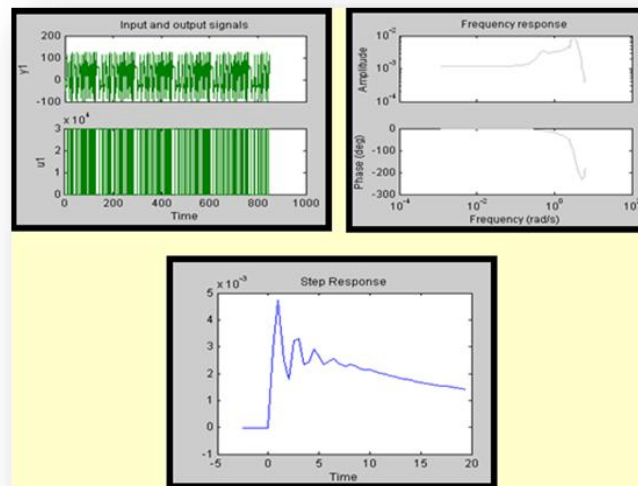 Input and output signals
200
100
0
-100
y1
x 10^4
3
2
1
0
u1
0 200 400 600 800 1000
Time
Frequency response
10^-2
10^-3
10^-4
Amplitude
0
-100
-200
-300
Phase (deg)
10^-4 10^-2 10^0 10^2
Frequency (rad/s)
Step Response
x 10^-3
5
4
3
2
1
0
-1
-5 0 5 10 15 20
Time